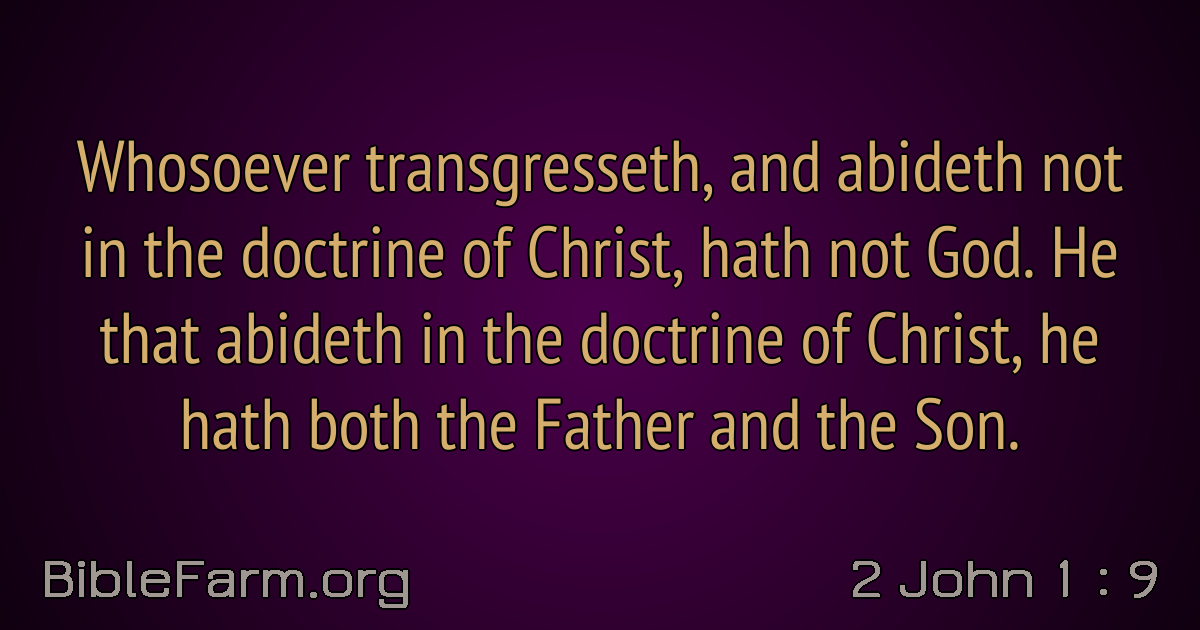 Whosoever transgresseth, and abideth not
in the doctrine of Christ, hath not God. He
that abideth in the doctrine of Christ, he
hath both the Father and the Son.
BibleFarm.org
2 John 1 : 9